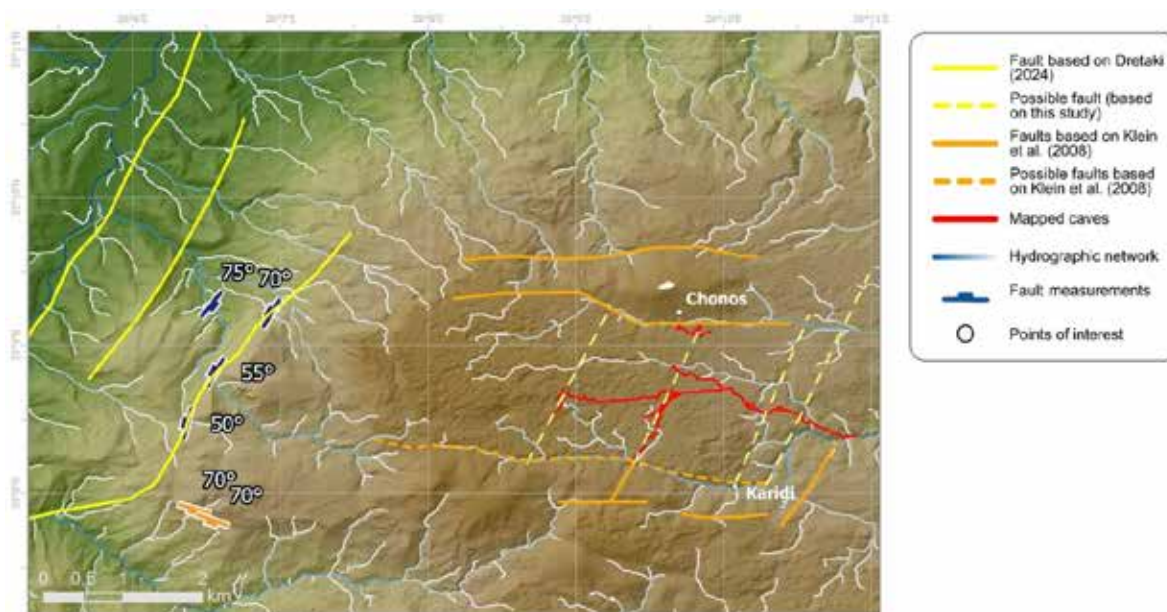 75°
70°
Chonos
55°
50°
70°
70°
Karidi
0 0,5 1 2
km
Fault based on Dretaki
(2024)
Possible fault (based
on this study)
Faults based on Klein
et al. (2008)
Possible faults based
on Klein et al. (2008)
Mapped caves
Hydrographic network
Fault measurements
Points of interest